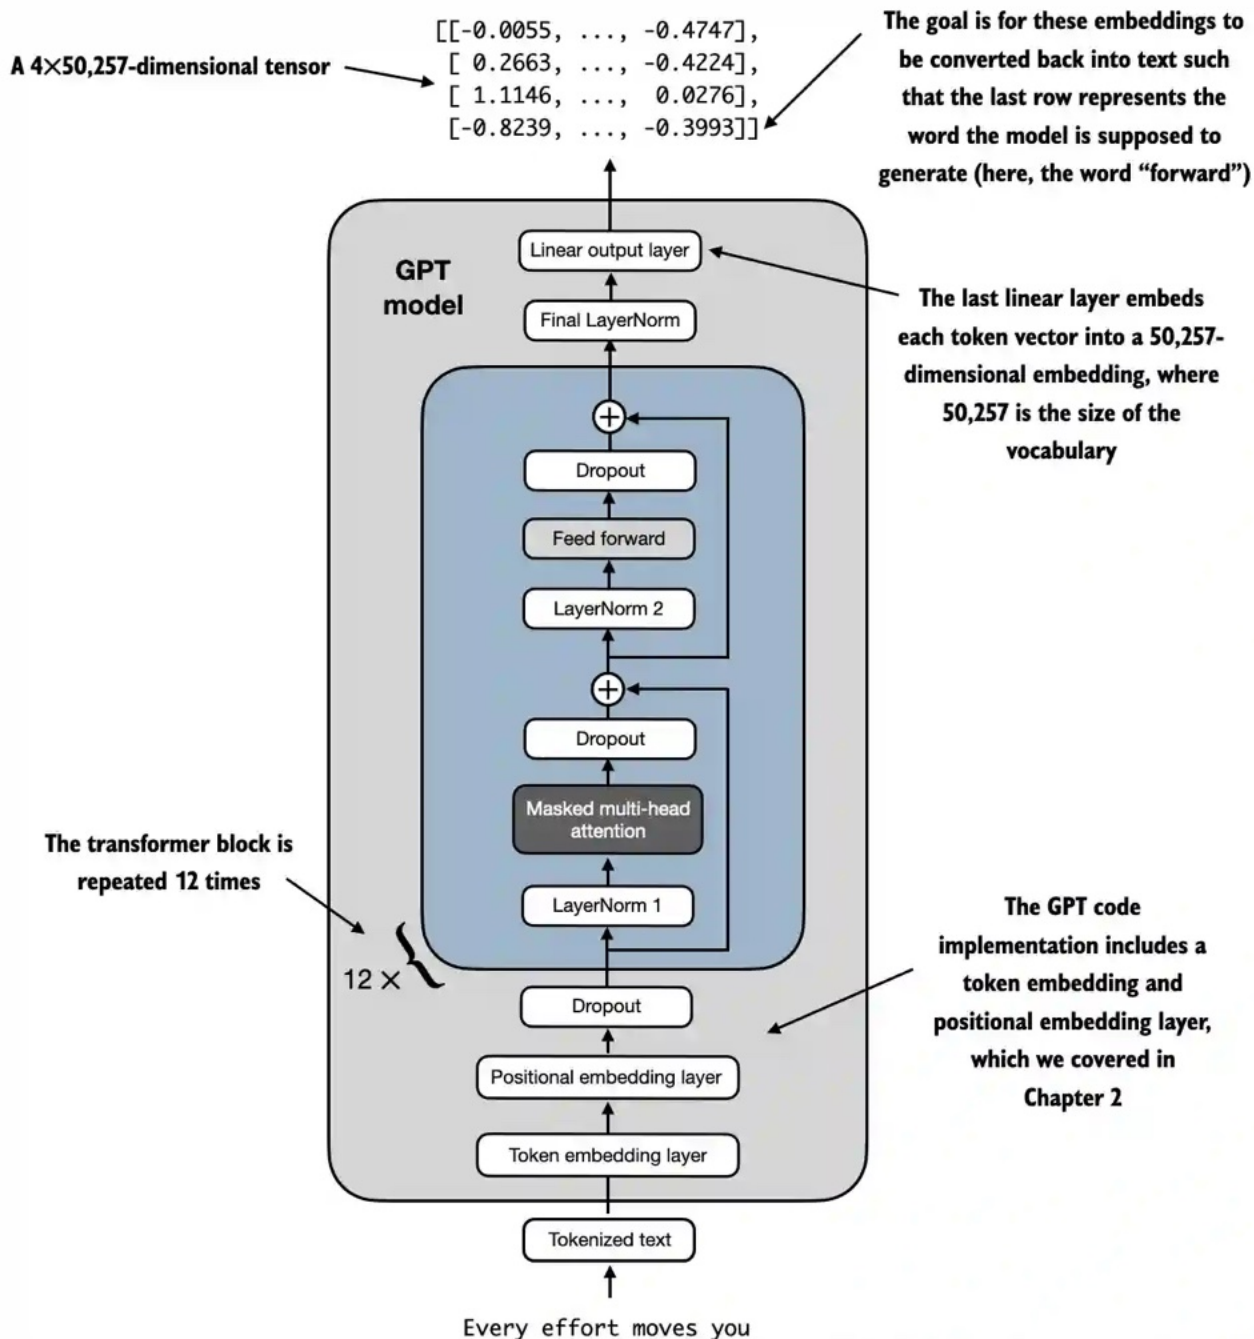 [[-0.0055, ..., -0.4747],
[ 0.2663, ..., -0.4224],
[ 1.1146, ..., 0.0276],
[-0.8239, ..., -0.3993]]
A 4×50,257-dimensional tensor
The goal is for these embeddings to
be converted back into text such
that the last row represents the
word the model is supposed to
generate (here, the word “forward”)
GPT
model
Linear output layer
Final LayerNorm
The last linear layer embeds
each token vector into a 50,257-
dimensional embedding, where
50,257 is the size of the
vocabulary
+
Dropout
Feed forward
LayerNorm 2
+
Dropout
Masked multi-head
attention
LayerNorm 1
The transformer block is
repeated 12 times
12 × {
Dropout
Positional embedding layer
Token embedding layer
The GPT code
implementation includes a
token embedding and
positional embedding layer,
which we covered in
Chapter 2
Tokenized text
Every effort moves you